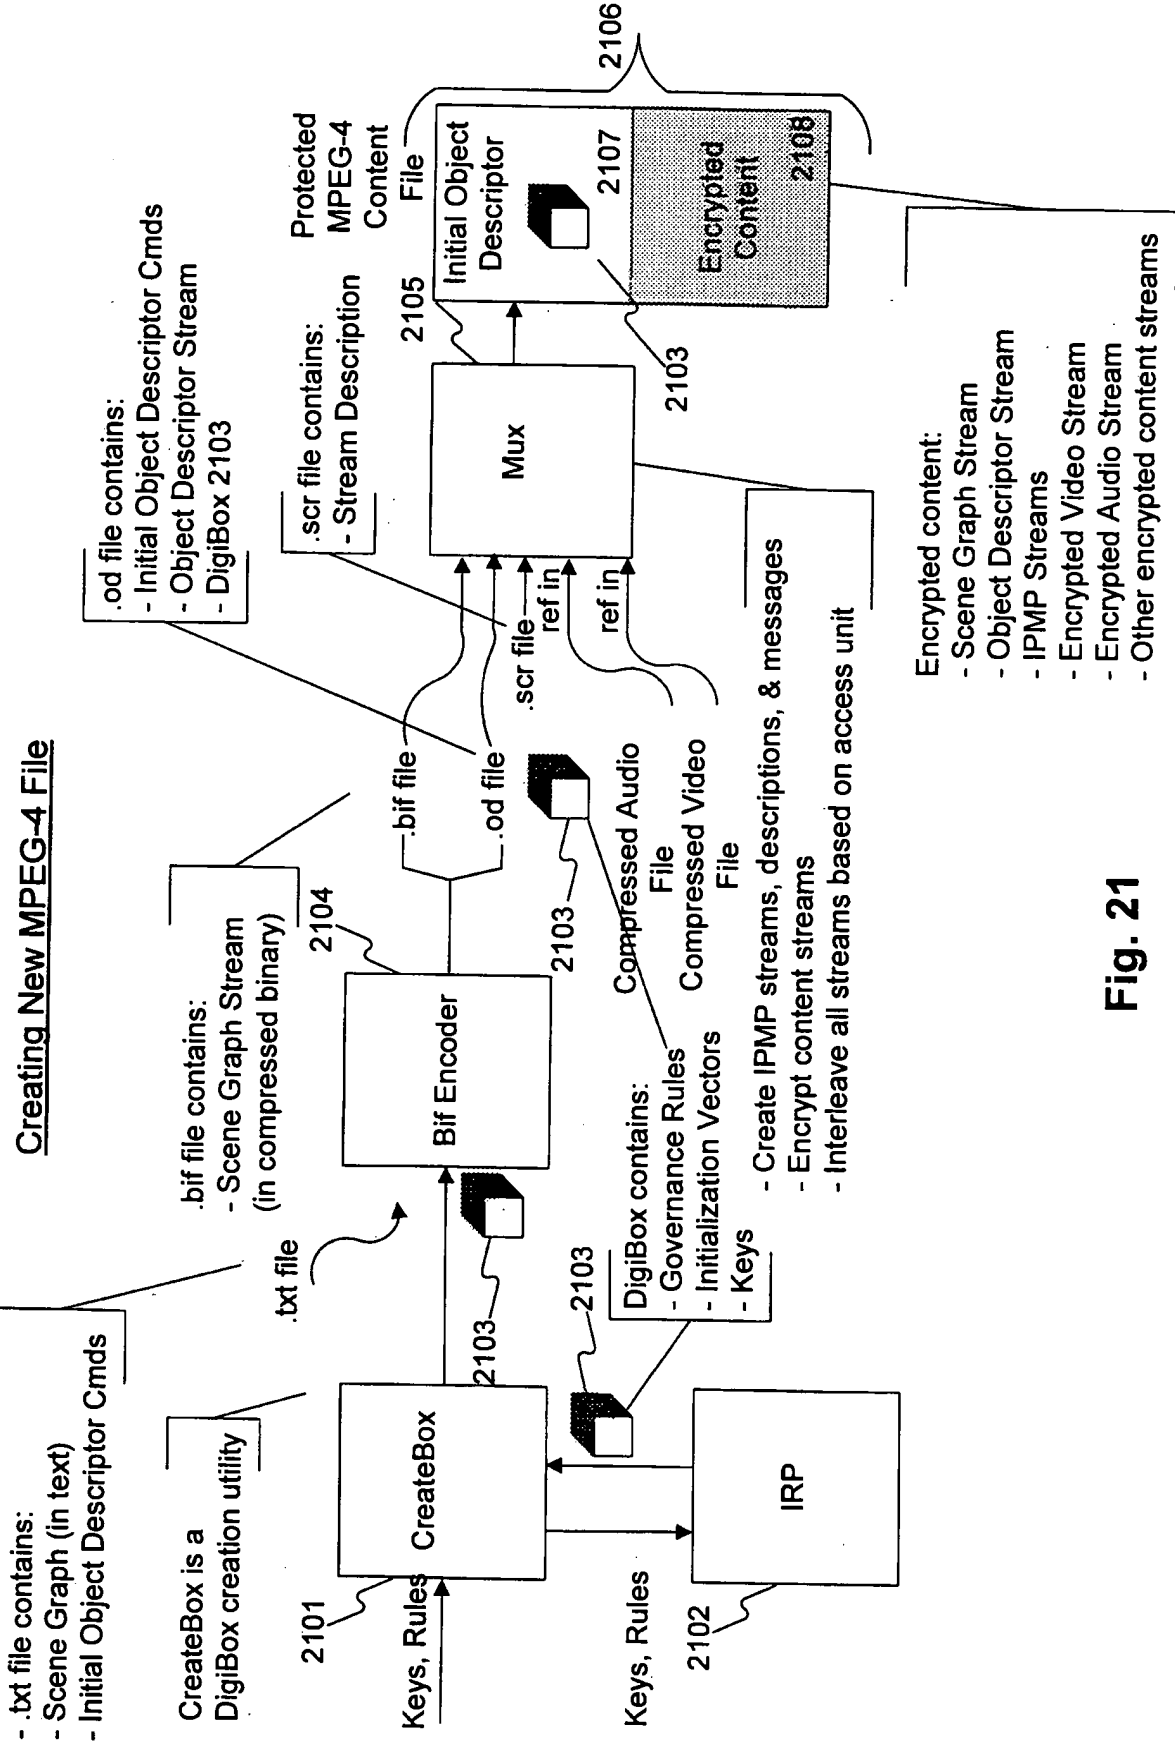 Creating New MPEG-4 File
- .txt file contains:
- Scene Graph (in text)
- Initial Object Descriptor Cmds
CreateBox is a
DigiBox creation utility
.bif file contains:
- Scene Graph Stream
(in compressed binary)
.od file contains:
- Initial Object Descriptor Cmds
- Object Descriptor Stream
- DigiBox 2103
.scr file contains:
- Stream Description
Protected
MPEG-4
Content
File
2106
2101
Keys, Rules
CreateBox
.txt file
2103
2104
Bif Encoder
.bif file
.od file
2103
.scr file
ref in
ref in
2105
Mux
Initial Object
Descriptor
2107
Encrypted
Content
2108
2103
Compressed Audio
File
Compressed Video
File
Keys, Rules
2103
2102
IRP
DigiBox contains:
- Governance Rules
- Initialization Vectors
- Keys
- Create IPMP streams, descriptions, & messages
- Encrypt content streams
- Interleave all streams based on access unit
Encrypted content:
- Scene Graph Stream
- Object Descriptor Stream
- IPMP Streams
- Encrypted Video Stream
- Encrypted Audio Stream
- Other encrypted content streams
Fig. 21